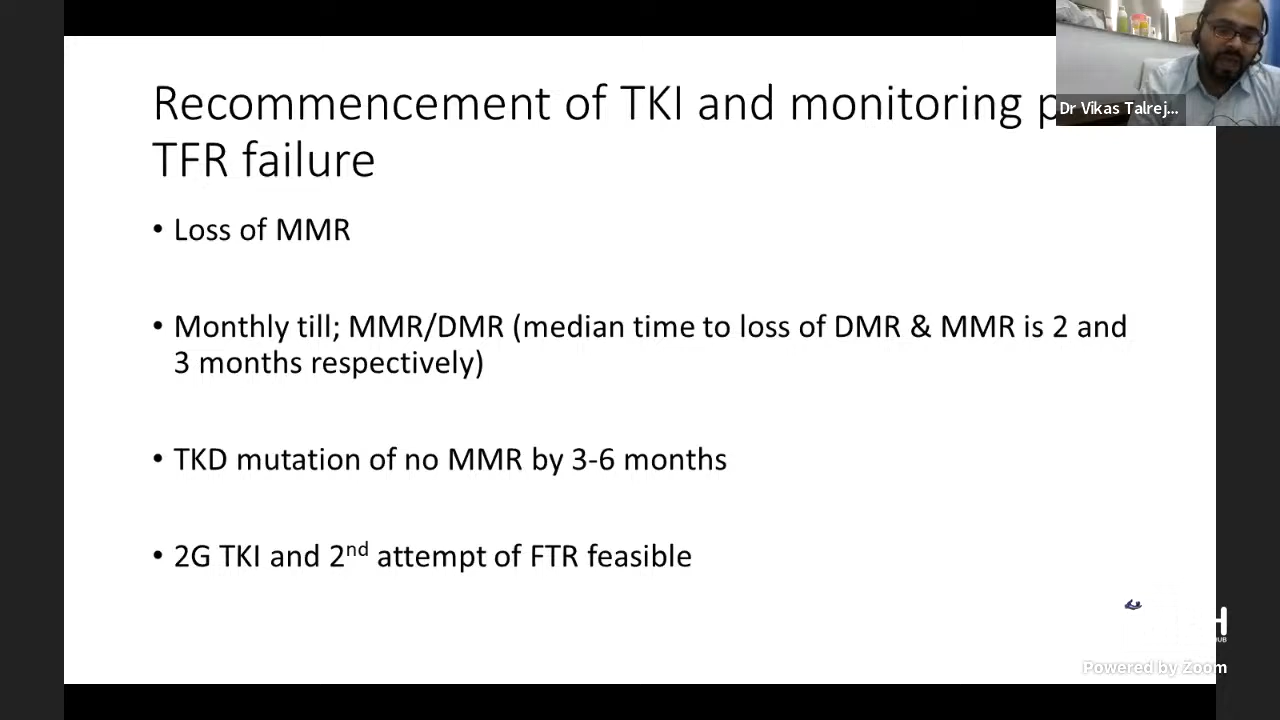 Recommencement of TKI and monitoring
TFR failure
• Loss of MMR
• Monthly till; MMR/DMR (median time to loss of DMR & MMR is 2 and
3 months respectively)
• TKD mutation of no MMR by 3-6 months
• 2G TKI and 2nd attempt of FTR feasible
Dr Vikas Talrej...
H
HUB
Powered by Zoom